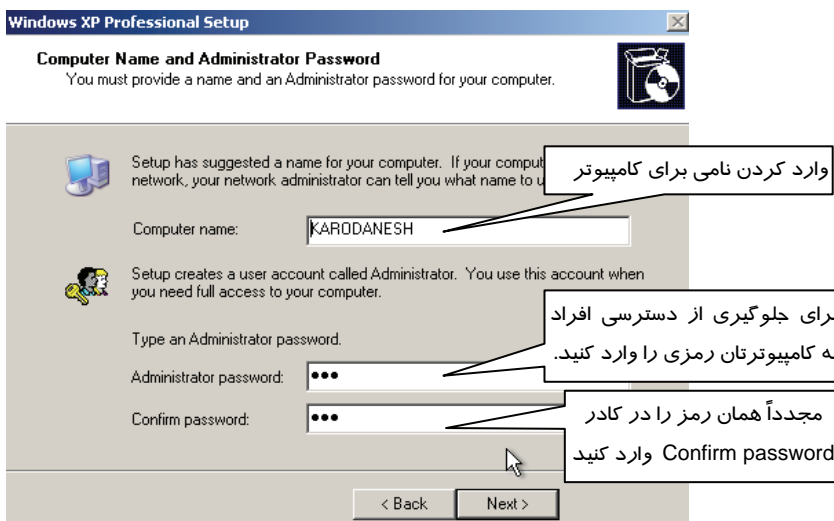 Windows XP Professional Setup
Computer Name and Administrator Password
You must provide a name and an Administrator password for your computer.
Setup has suggested a name for your computer. If your comput
network, your network administrator can tell you what name to u
وارد کردن نامی برای کامپیوتر
Computer name:
KARODANESH
Setup creates a user account called Administrator. You use this account when
you need full access to your computer.
Type an Administrator password.
برای جلوگیری از دسترسی افراد
به کامپیوترتان رمزی را وارد کنید.
Administrator password:
●●●
Confirm password:
●●●
مجدداً همان رمز را در کادر
Confirm password وارد کنید
< Back
Next >